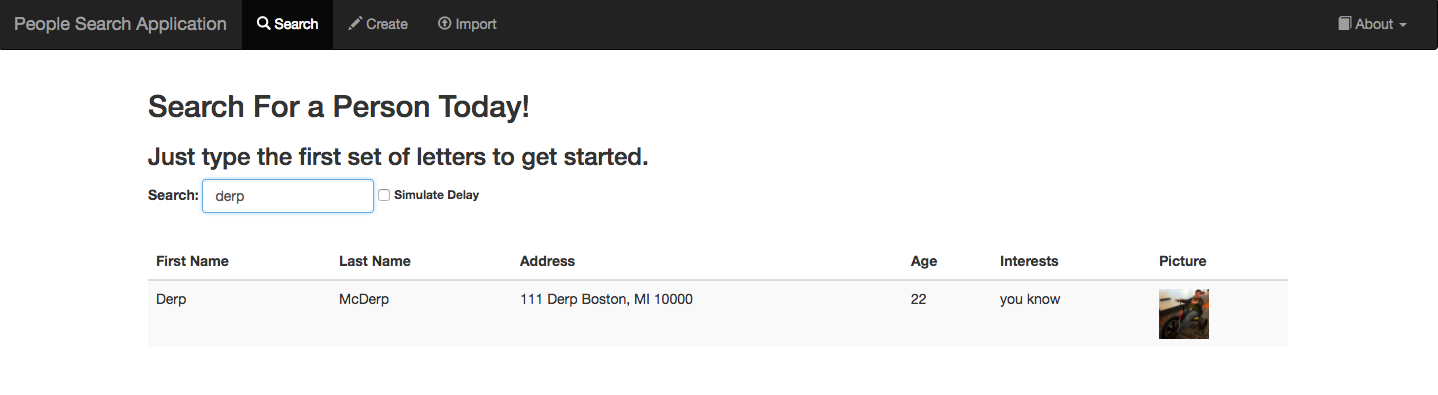 People Search Application Search Create Import About
Search For a Person Today!
Just type the first set of letters to get started.
Search: derp Simulate Delay
First Name Last Name Address Age Interests Picture
Derp McDerp 111 Derp Boston, MI 10000 22 you know